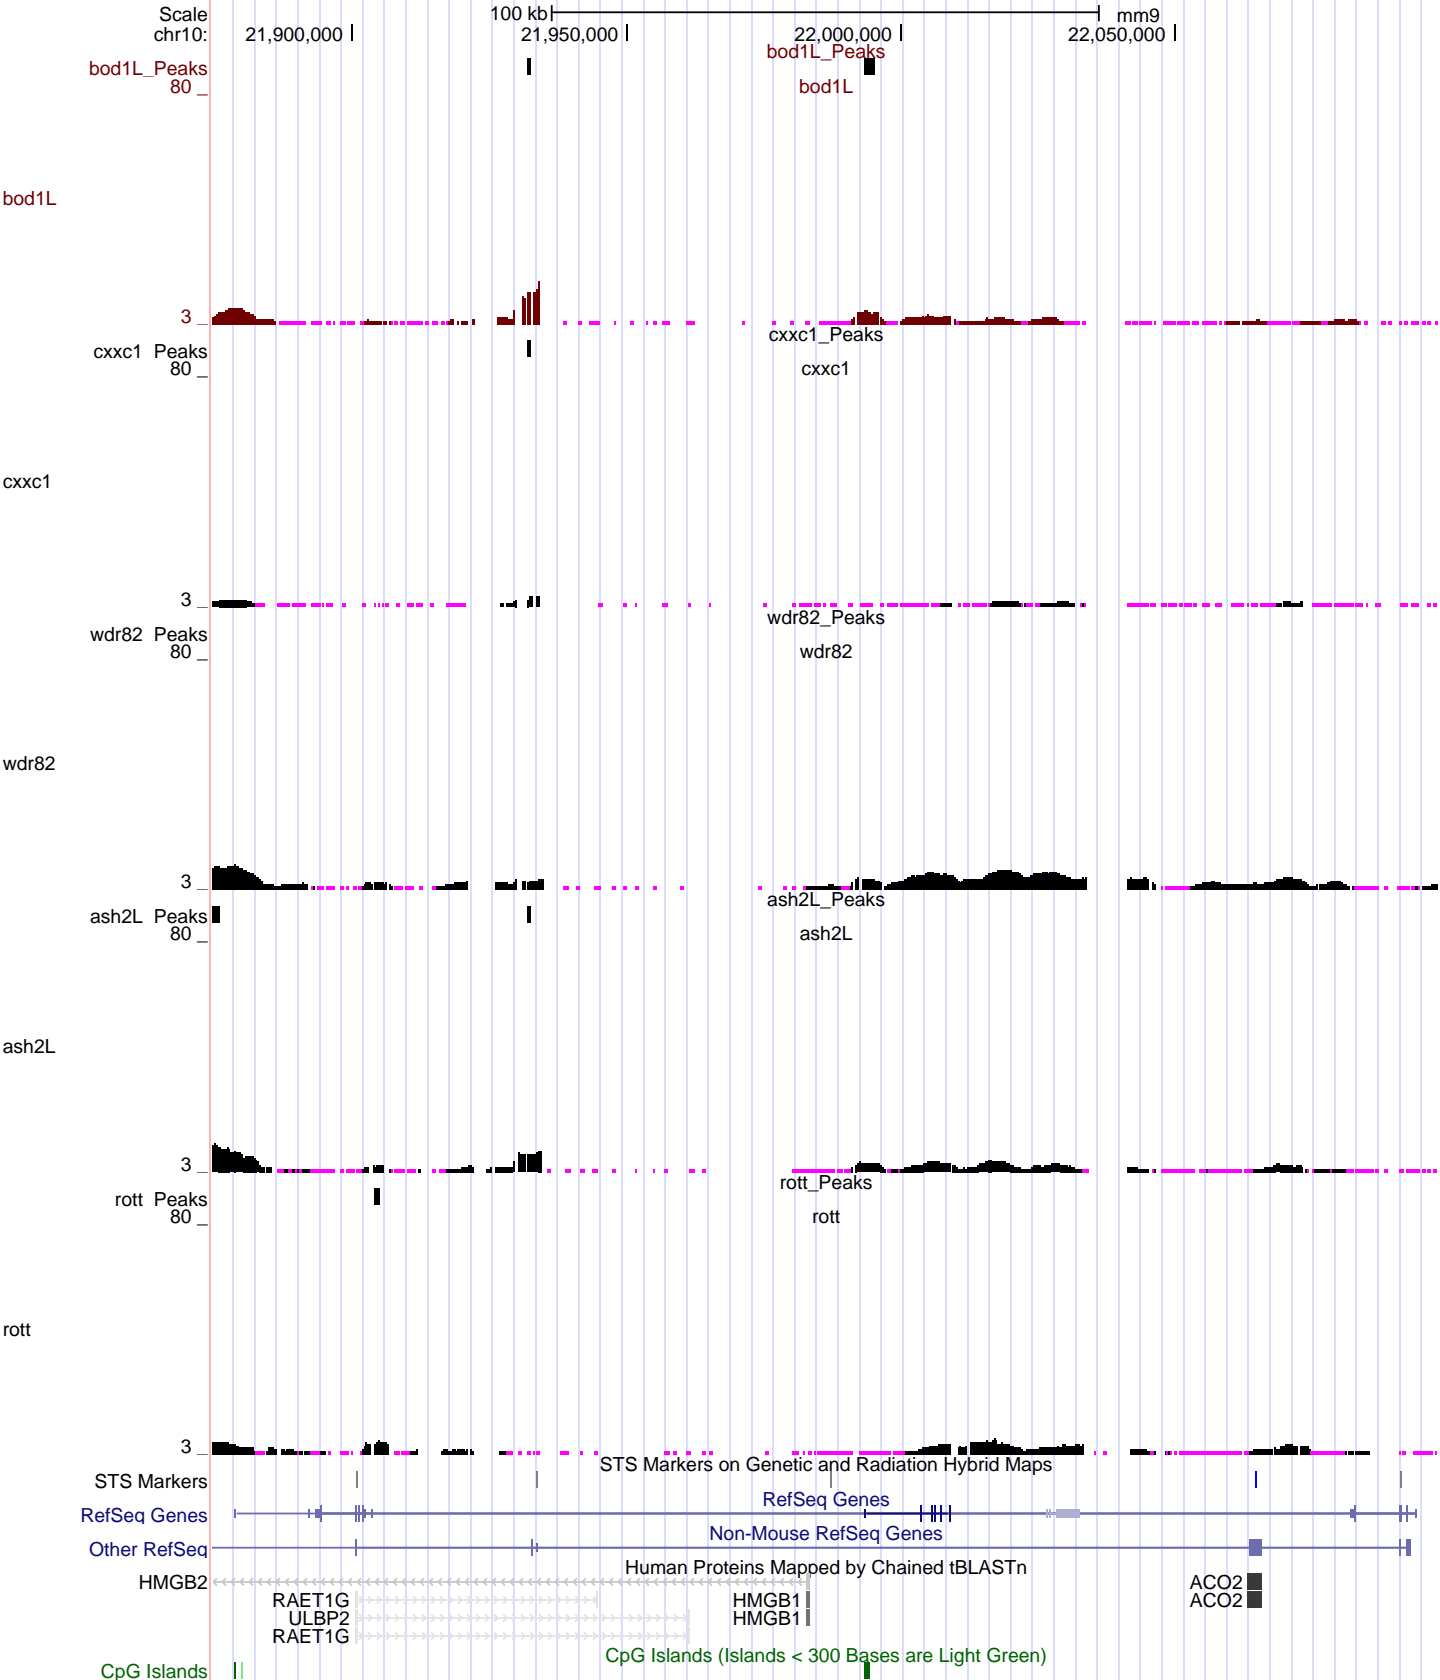 Scale 100 kb mm9
chr10: 21,900,000 21,950,000 22,000,000 22,050,000
bod1L_Peaks
bod1L_Peaks
80 _ bod1L
bod1L
3 _
cxxc1_Peaks
cxxc1 Peaks
80 _ cxxc1
cxxc1
3 _
wdr82_Peaks
wdr82 Peaks
80 _ wdr82
wdr82
3 _
ash2L_Peaks
ash2L Peaks
80 _ ash2L
ash2L
3 _
rott_Peaks
rott Peaks
80 _ rott
rott
3 _
STS Markers on Genetic and Radiation Hybrid Maps
STS Markers
RefSeq Genes
RefSeq Genes
Non-Mouse RefSeq Genes
Other RefSeq
Human Proteins Mapped by Chained tBLASTn
HMGB2 ACO2
RAET1G HMGB1 ACO2
ULBP2 HMGB1
RAET1G
CpG Islands (Islands < 300 Bases are Light Green)
CpG Islands